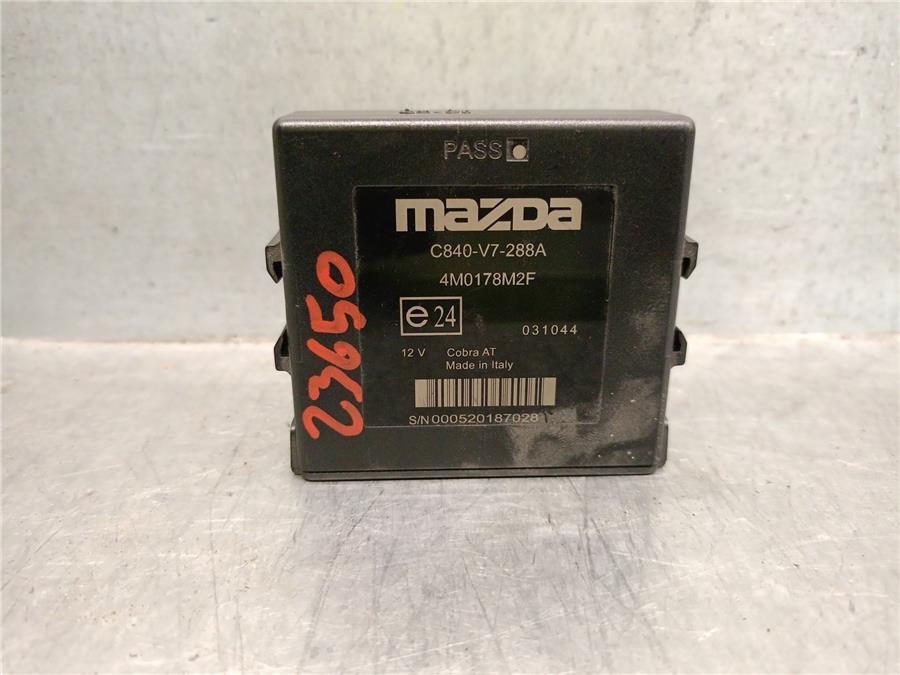 PASS
mazda
C840-V7-288A
4M0178M2F
e24
031044
12 V Cobra AT
Made in Italy
S/N 000520187028
23650